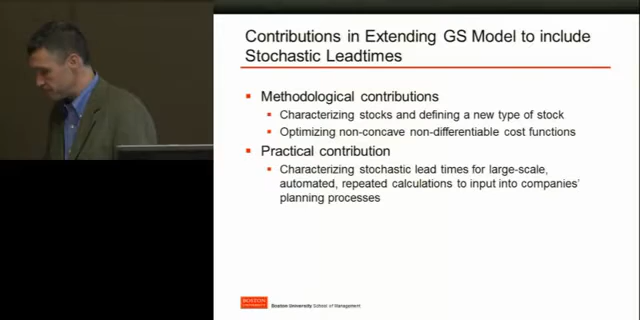 Contributions in Extending GS Model to include
Stochastic Leadtimes
Methodological contributions
Characterizing stocks and defining a new type of stock
Optimizing non-concave non-differentiable cost functions
Practical contribution
Characterizing stochastic lead times for large-scale,
automated, repeated calculations to input into companies'
planning processes
BOSTON
Boston University School of Management